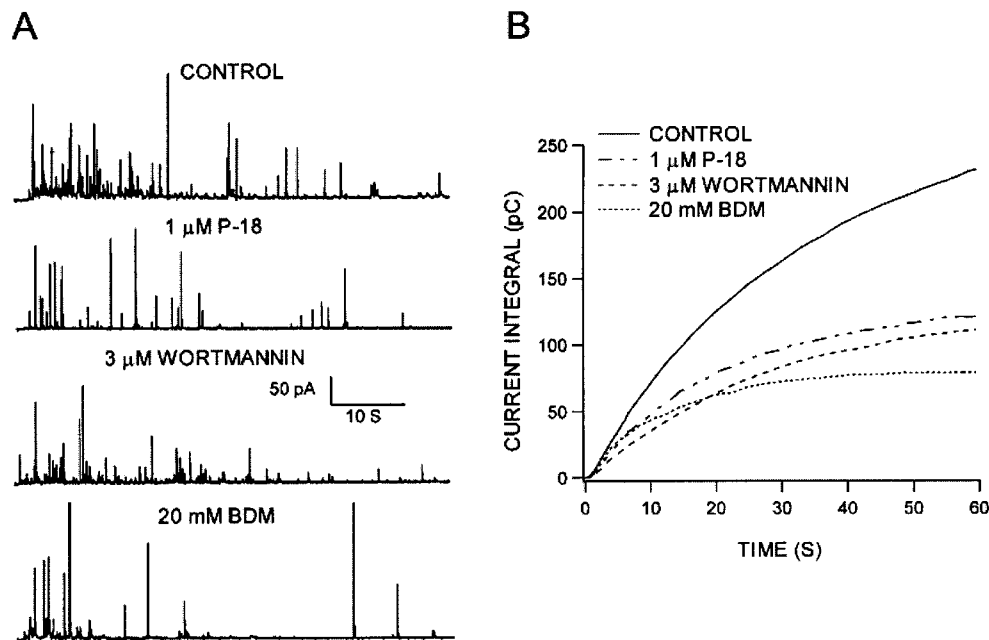 A
CONTROL
1 µM P-18
3 µM WORTMANNIN
50 pA
10 S
20 mM BDM
B
CONTROL
1 µM P-18
3 µM WORTMANNIN
20 mM BDM
250
200
150
100
50
0
CURRENT INTEGRAL (pC)
0 10 20 30 40 50 60
TIME (S)